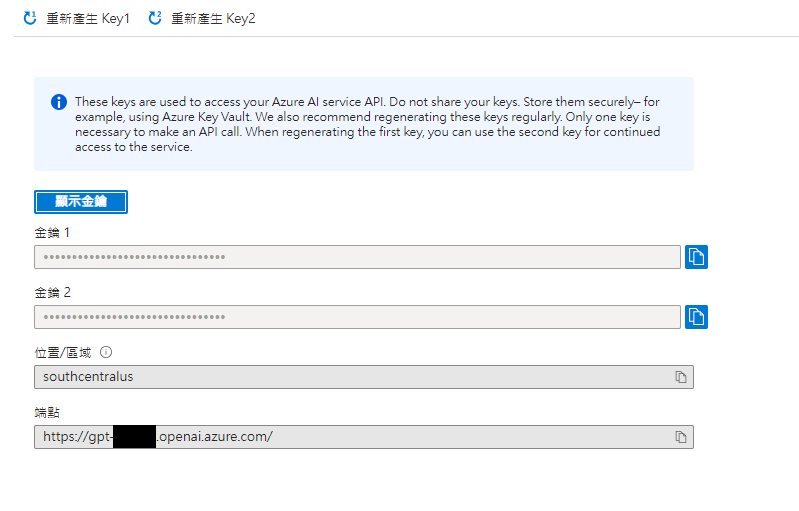 重新產生 Key1 重新產生 Key2
These keys are used to access your Azure AI service API. Do not share your keys. Store them securely– for
example, using Azure Key Vault. We also recommend regenerating these keys regularly. Only one key is
necessary to make an API call. When regenerating the first key, you can use the second key for continued
access to the service.
顯示金鑰
金鑰 1
••••••••••••••••••••••••••••••••
金鑰 2
••••••••••••••••••••••••••••••••
位置/區域
southcentralus
端點
https://gpt- .openai.azure.com/